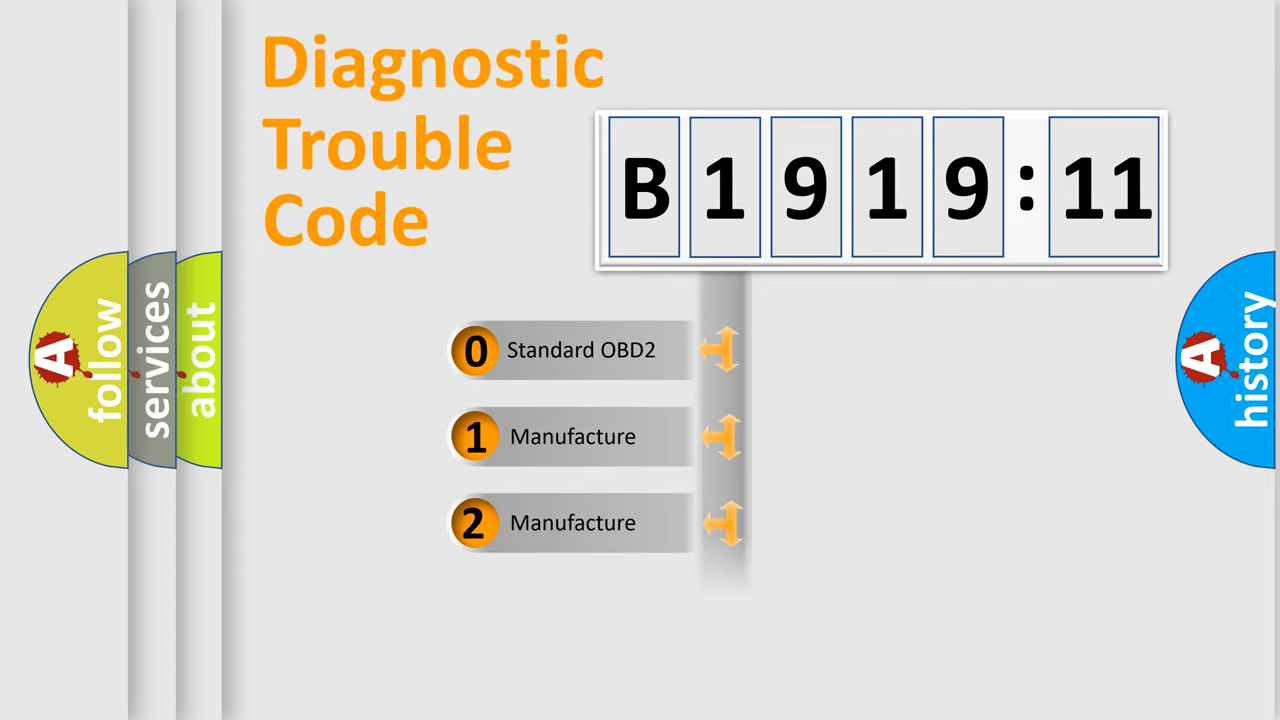 Diagnostic
Trouble
Code
B 1 9 1 9 : 11
0 Standard OBD2
1 Manufacture
2 Manufacture
A follow
services
about
A history